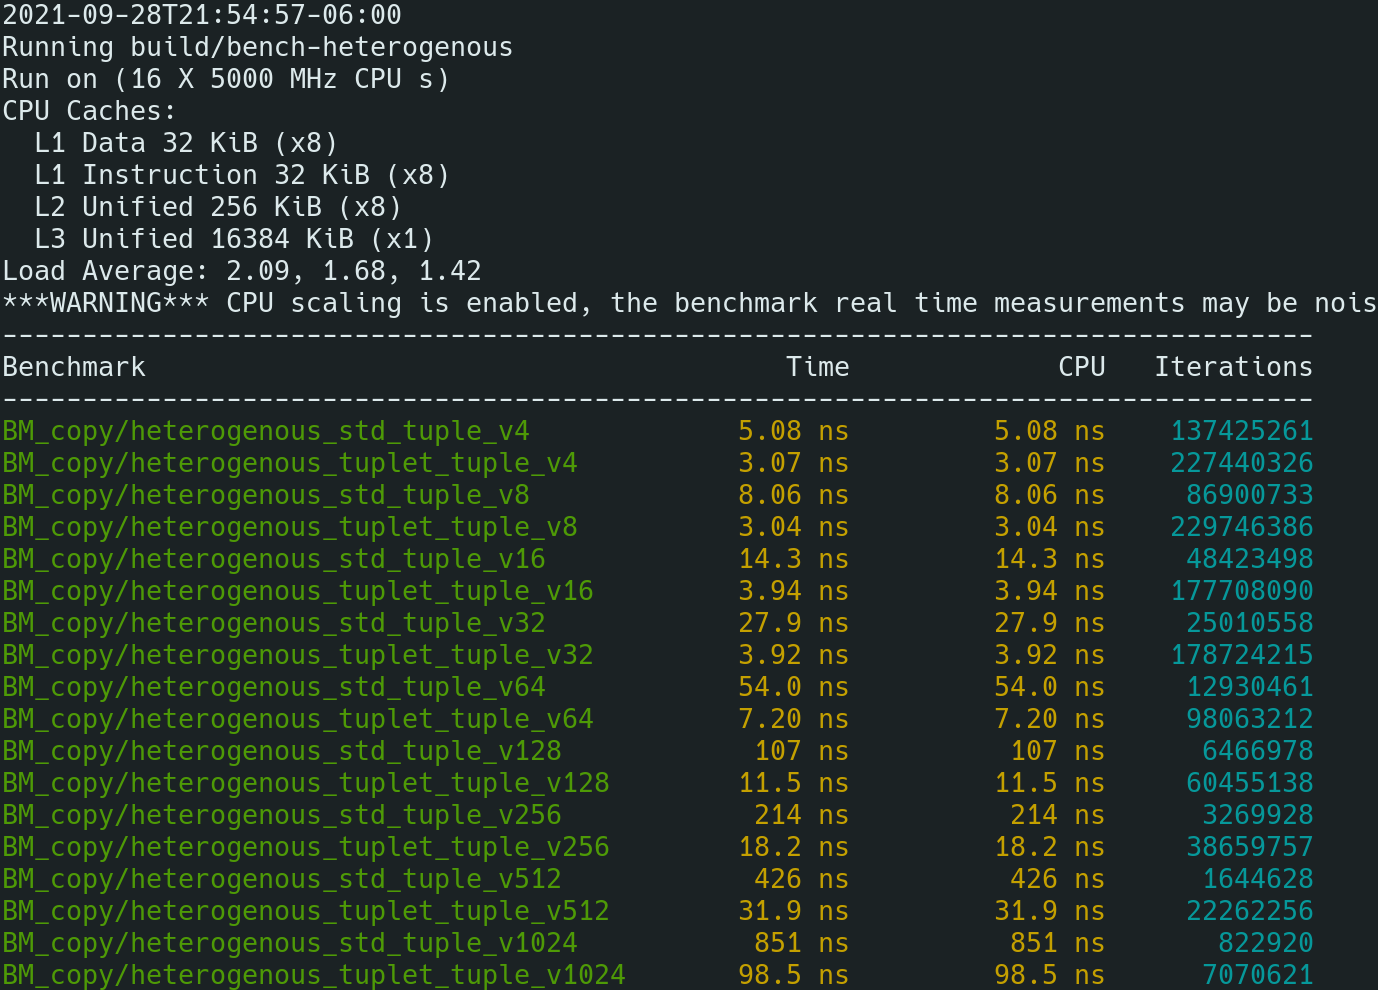 2021-09-28T21:54:57-06:00
Running build/bench-heterogenous
Run on (16 X 5000 MHz CPU s)
CPU Caches:
  L1 Data 32 KiB (x8)
  L1 Instruction 32 KiB (x8)
  L2 Unified 256 KiB (x8)
  L3 Unified 16384 KiB (x1)
Load Average: 2.09, 1.68, 1.42
***WARNING*** CPU scaling is enabled, the benchmark real time measurements may be nois
----------------------------------------------------------------------------------
Benchmark                                        Time             CPU   Iterations
----------------------------------------------------------------------------------
BM_copy/heterogenous_std_tuple_v4             5.08 ns         5.08 ns    137425261
BM_copy/heterogenous_tuplet_tuple_v4          3.07 ns         3.07 ns    227440326
BM_copy/heterogenous_std_tuple_v8             8.06 ns         8.06 ns     86900733
BM_copy/heterogenous_tuplet_tuple_v8          3.04 ns         3.04 ns    229746386
BM_copy/heterogenous_std_tuple_v16            14.3 ns         14.3 ns     48423498
BM_copy/heterogenous_tuplet_tuple_v16         3.94 ns         3.94 ns    177708090
BM_copy/heterogenous_std_tuple_v32            27.9 ns         27.9 ns     25010558
BM_copy/heterogenous_tuplet_tuple_v32         3.92 ns         3.92 ns    178724215
BM_copy/heterogenous_std_tuple_v64            54.0 ns         54.0 ns     12930461
BM_copy/heterogenous_tuplet_tuple_v64         7.20 ns         7.20 ns     98063212
BM_copy/heterogenous_std_tuple_v128            107 ns          107 ns      6466978
BM_copy/heterogenous_tuplet_tuple_v128        11.5 ns         11.5 ns     60455138
BM_copy/heterogenous_std_tuple_v256            214 ns          214 ns      3269928
BM_copy/heterogenous_tuplet_tuple_v256        18.2 ns         18.2 ns     38659757
BM_copy/heterogenous_std_tuple_v512            426 ns          426 ns      1644628
BM_copy/heterogenous_tuplet_tuple_v512        31.9 ns         31.9 ns     22262256
BM_copy/heterogenous_std_tuple_v1024           851 ns          851 ns       822920
BM_copy/heterogenous_tuplet_tuple_v1024       98.5 ns         98.5 ns      7070621